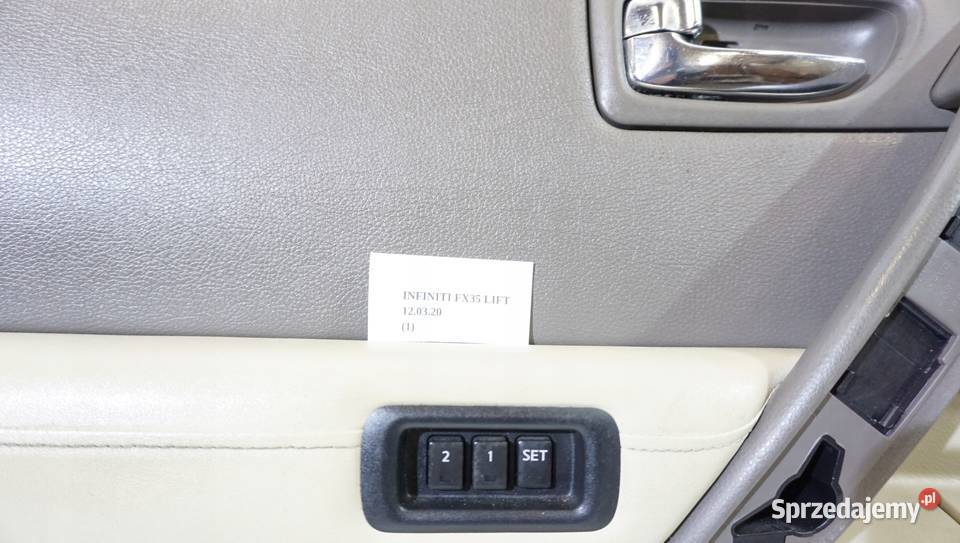 INFINITI FX35 LIFT
12.03.20
(1)
2 1 SET
Sprzedajemy.pl